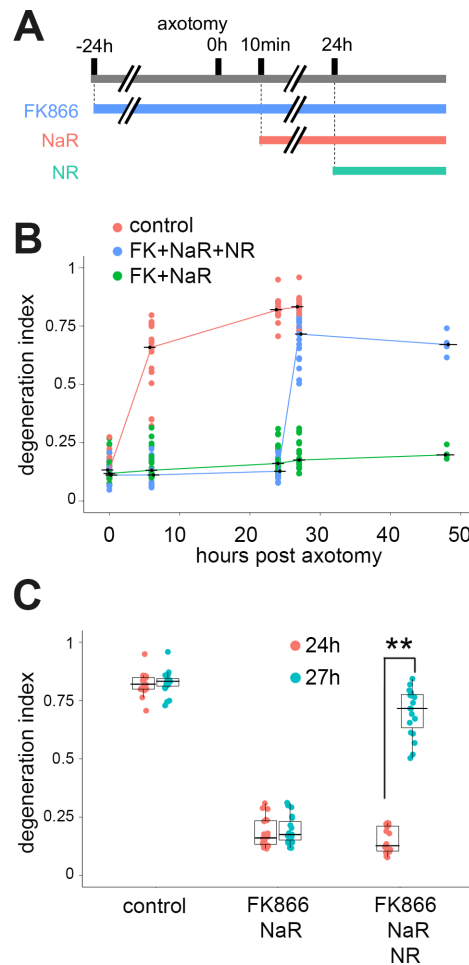 A
axotomy
-24h 0h 10min 24h
FK866
NaR
NR
B
control
FK+NaR+NR
FK+NaR
degeneration index
1
0.75
0.5
0.25
0
0 10 20 30 40 50
hours post axotomy
C
24h
27h
**
degeneration index
1
0.75
0.5
0.25
0
control
FK866
NaR
FK866
NaR
NR